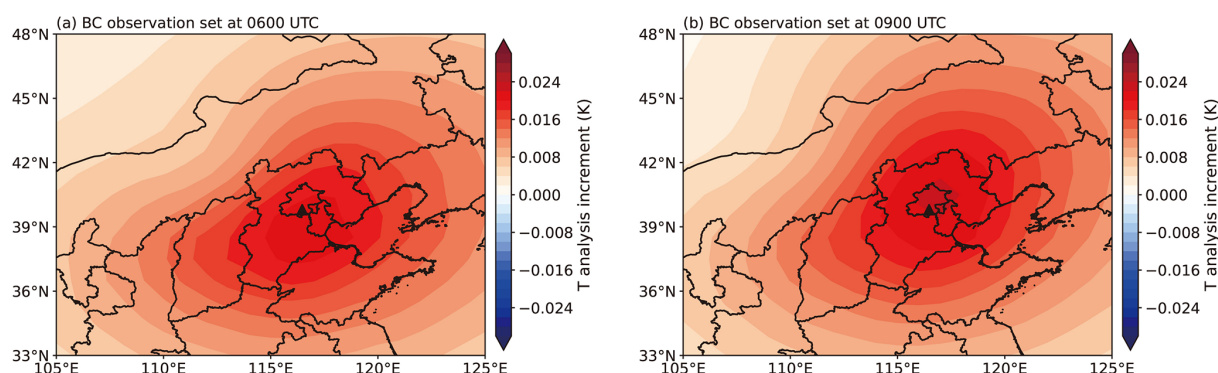 (a) BC observation set at 0600 UTC
48°N
45°N
42°N
39°N
36°N
33°N
105°E
110°E
115°E
120°E
125°E
0.024
0.016
0.008
0.000
−0.008
−0.016
−0.024
T analysis increment (K)
(b) BC observation set at 0900 UTC
48°N
45°N
42°N
39°N
36°N
33°N
105°E
110°E
115°E
120°E
125°E
0.024
0.016
0.008
0.000
−0.008
−0.016
−0.024
T analysis increment (K)